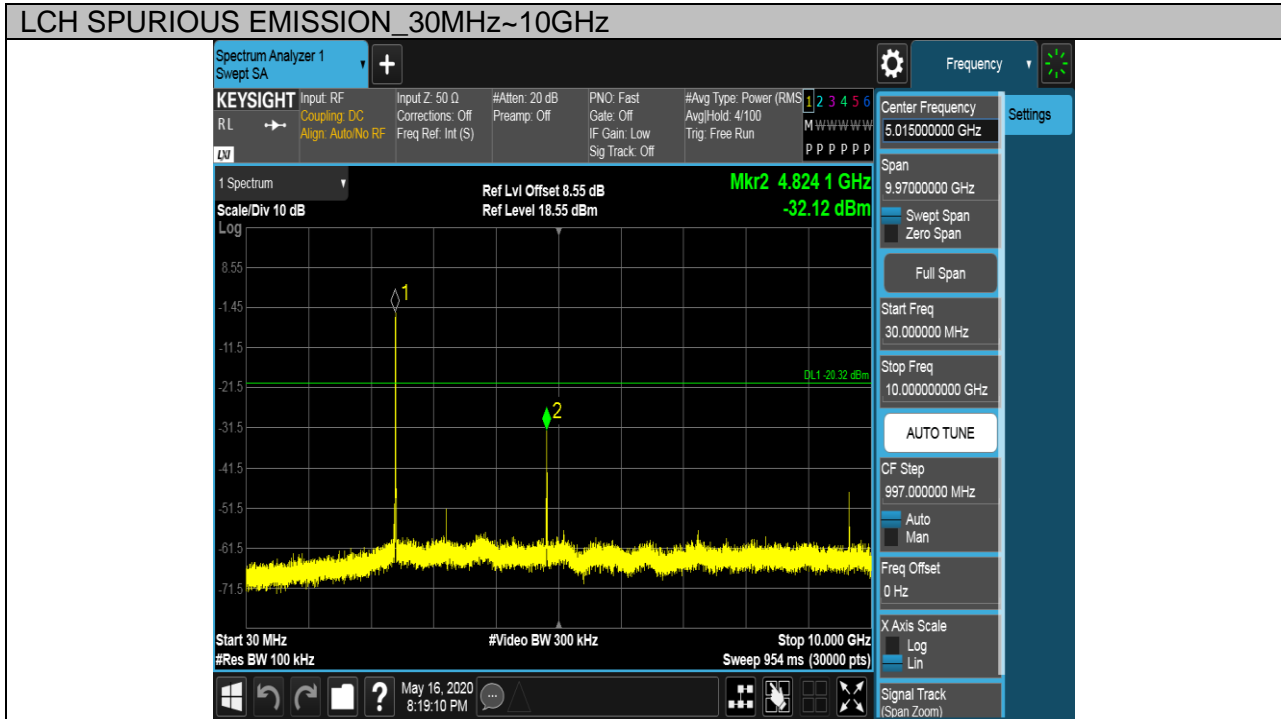 LCH SPURIOUS EMISSION_30MHz~10GHz
Spectrum Analyzer 1
Swept SA
Frequency
KEYSIGHT
RL
LXI
Input: RF
Coupling: DC
Align: Auto/No RF
Input Z: 50 Ω
Corrections: Off
Freq Ref: Int (S)
#Atten: 20 dB
Preamp: Off
PNO: Fast
Gate: Off
IF Gain: Low
Sig Track: Off
#Avg Type: Power (RMS
Avg|Hold: 4/100
Trig: Free Run
1 2 3 4 5 6
M W W W W W
P P P P P P
1 Spectrum
Scale/Div 10 dB
Log
Ref Lvl Offset 8.55 dB
Ref Level 18.55 dBm
Mkr2 4.824 1 GHz
-32.12 dBm
8.55
-1.45
-11.5
-21.5
-31.5
-41.5
-51.5
-61.5
-71.5
1
2
DL1 -20.32 dBm
Start 30 MHz
#Res BW 100 kHz
#Video BW 300 kHz
Stop 10.000 GHz
Sweep 954 ms (30000 pts)
Center Frequency
5.015000000 GHz
Settings
Span
9.97000000 GHz
Swept Span
Zero Span
Full Span
Start Freq
30.000000 MHz
Stop Freq
10.000000000 GHz
AUTO TUNE
CF Step
997.000000 MHz
Auto
Man
Freq Offset
0 Hz
X Axis Scale
Log
Lin
Signal Track
(Span Zoom)
?
May 16, 2020
8:19:10 PM